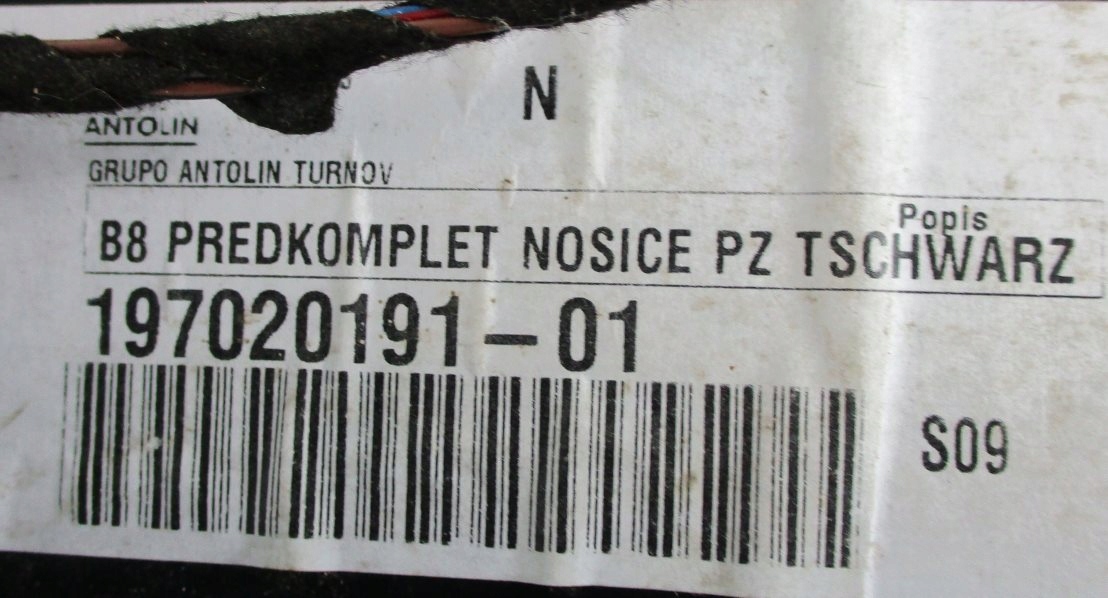 N
ANTOLIN
GRUPO ANTOLIN TURNOV
Popis
B8 PREDKOMPLET NOSICE PZ TSCHWARZ
197020191-01
S09